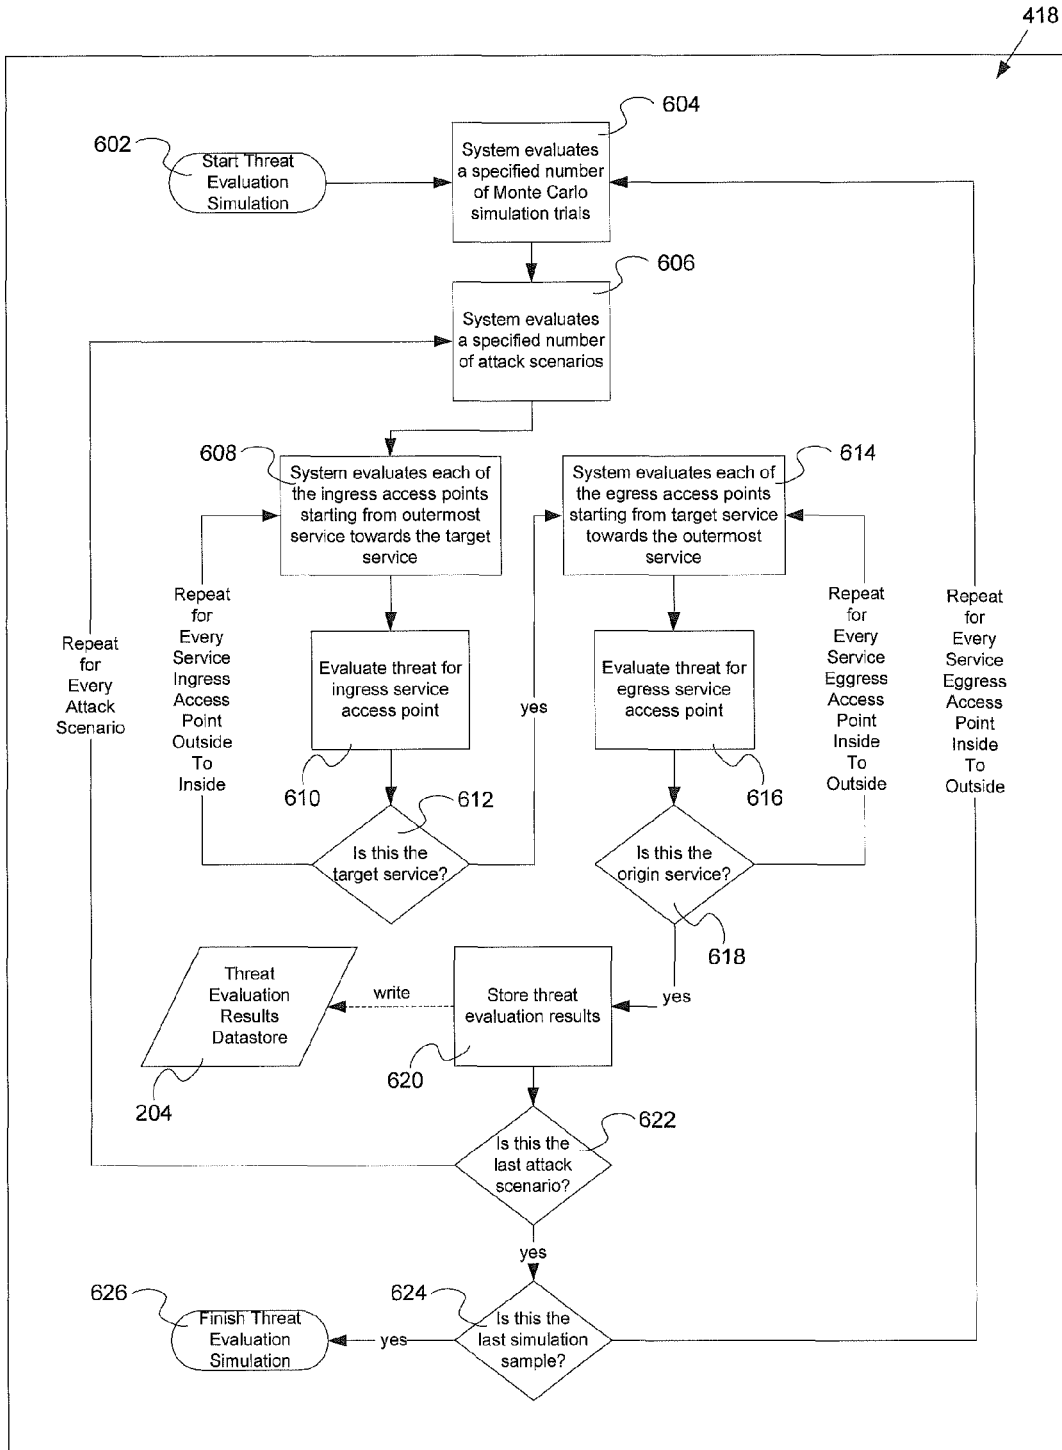 418
604
602
Start Threat
Evaluation
Simulation
System evaluates
a specified number
of Monte Carlo
simulation trials
606
System evaluates
a specified number
of attack scenarios
608
System evaluates each of
the ingress access points
starting from outermost
service towards the target
service
614
System evaluates each of
the egress access points
starting from target service
towards the outermost
service
Repeat
for
Every
Attack
Scenario
Repeat
for
Every
Service
Ingress
Access
Point
Outside
To
Inside
Evaluate threat for
ingress service
access point
610
yes
Evaluate threat for
egress service
access point
616
Repeat
for
Every
Service
Eggress
Access
Point
Inside
To
Outside
Repeat
for
Every
Service
Eggress
Access
Point
Inside
To
Outside
612
Is this the
target service?
Is this the
origin service?
618
yes
Threat
Evaluation
Results
Datastore
204
write
Store threat
evaluation results
620
622
Is this the
last attack
scenario?
yes
626
Finish Threat
Evaluation
Simulation
yes
624
Is this the
last simulation
sample?